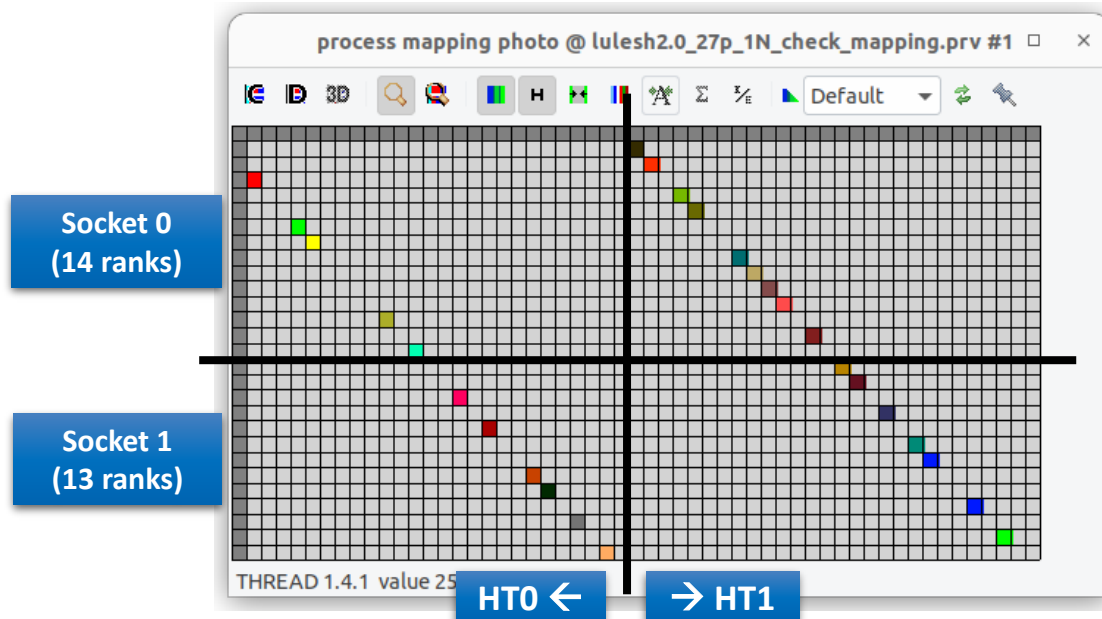 process mapping photo @ lulesh2.0_27p_1N_check_mapping.prv #1
3D
H
Σ
Default
Socket 0
(14 ranks)
Socket 1
(13 ranks)
THREAD 1.4.1 value 25
HT0 ←
→ HT1